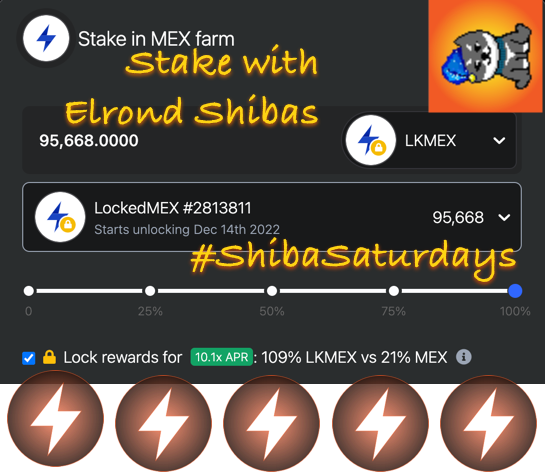 Stake in MEX farm
Stake with
Elrond Shibas
95,668.0000 LKMEX
LockedMEX #2813811
95,668
Starts unlocking Dec 14th 2022
#ShibaSaturdays
0 25% 50% 75% 100%
Lock rewards for 10.1x APR: 109% LKMEX vs 21% MEX